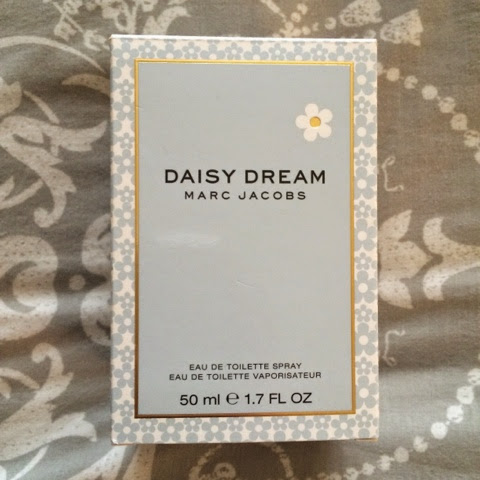 DAISY DREAM
MARC JACOBS
EAU DE TOILETTE SPRAY
EAU DE TOILETTE VAPORISATEUR
50 ml ℮ 1.7 FL OZ